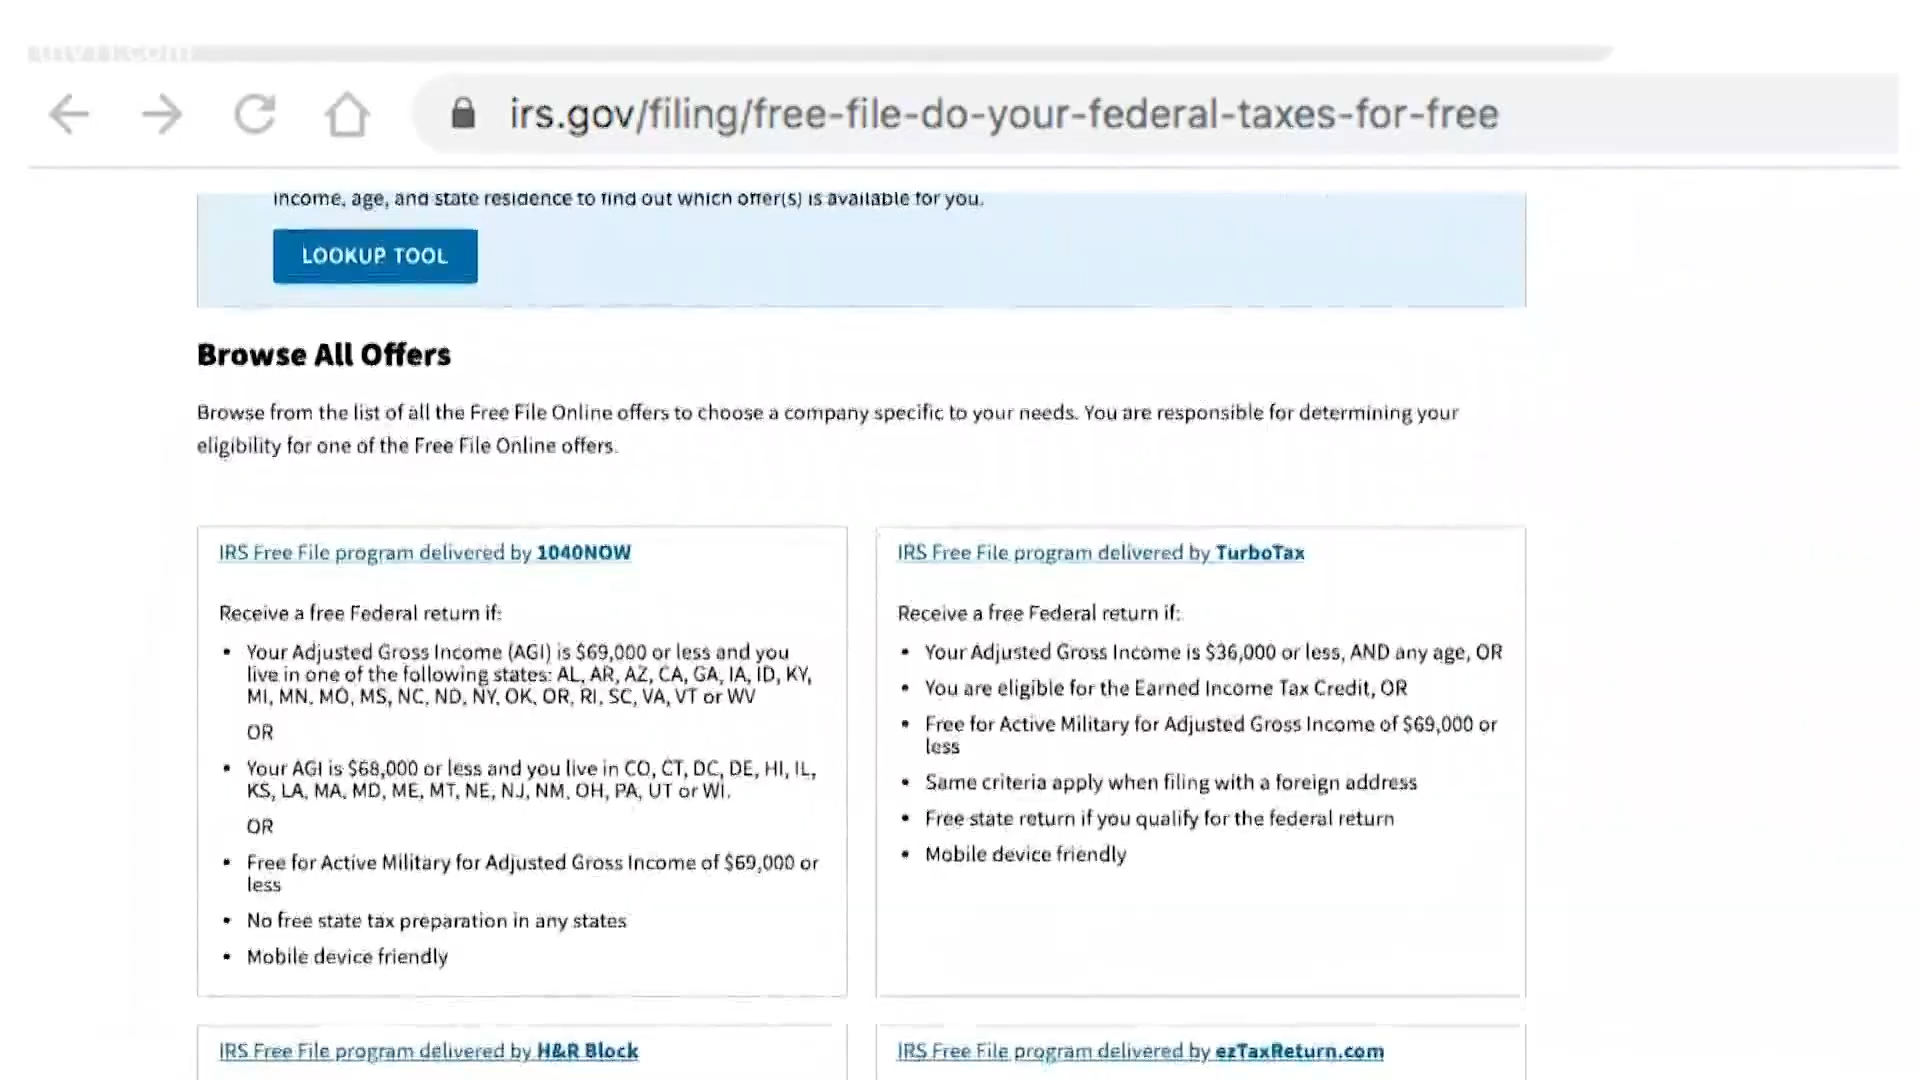 thv11.com
irs.gov/filing/free-file-do-your-federal-taxes-for-free
income, age, and state residence to find out which offer(s) is available for you.
LOOKUP TOOL
Browse All Offers
Browse from the list of all the Free File Online offers to choose a company specific to your needs. You are responsible for determining your
eligibility for one of the Free File Online offers.
IRS Free File program delivered by 1040NOW
Receive a free Federal return if:
• Your Adjusted Gross Income (AGI) is $69,000 or less and you
live in one of the following states: AL, AR, AZ, CA, GA, IA, ID, KY,
MI, MN, MO, MS, NC, ND, NY, OK, OR, RI, SC, VA, VT or WV
OR
• Your AGI is $68,000 or less and you live in CO, CT, DC, DE, HI, IL,
KS, LA, MA, MD, ME, MT, NE, NJ, NM, OH, PA, UT or WI.
OR
• Free for Active Military for Adjusted Gross Income of $69,000 or
less
• No free state tax preparation in any states
• Mobile device friendly
IRS Free File program delivered by TurboTax
Receive a free Federal return if:
• Your Adjusted Gross Income is $36,000 or less, AND any age, OR
• You are eligible for the Earned Income Tax Credit, OR
• Free for Active Military for Adjusted Gross Income of $69,000 or
less
• Same criteria apply when filing with a foreign address
• Free state return if you qualify for the federal return
• Mobile device friendly
IRS Free File program delivered by H&R Block
IRS Free File program delivered by ezTaxReturn.com